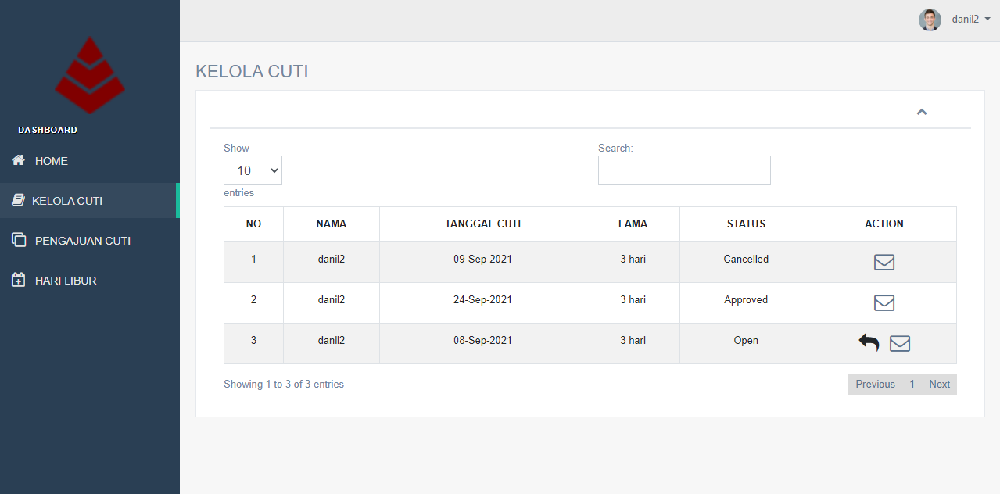 danil2
DASHBOARD
HOME
KELOLA CUTI
PENGAJUAN CUTI
HARI LIBUR
KELOLA CUTI
Show
10
entries
Search:
NO NAMA TANGGAL CUTI LAMA STATUS ACTION
1 danil2 09-Sep-2021 3 hari Cancelled
2 danil2 24-Sep-2021 3 hari Approved
3 danil2 08-Sep-2021 3 hari Open
Showing 1 to 3 of 3 entries
Previous 1 Next